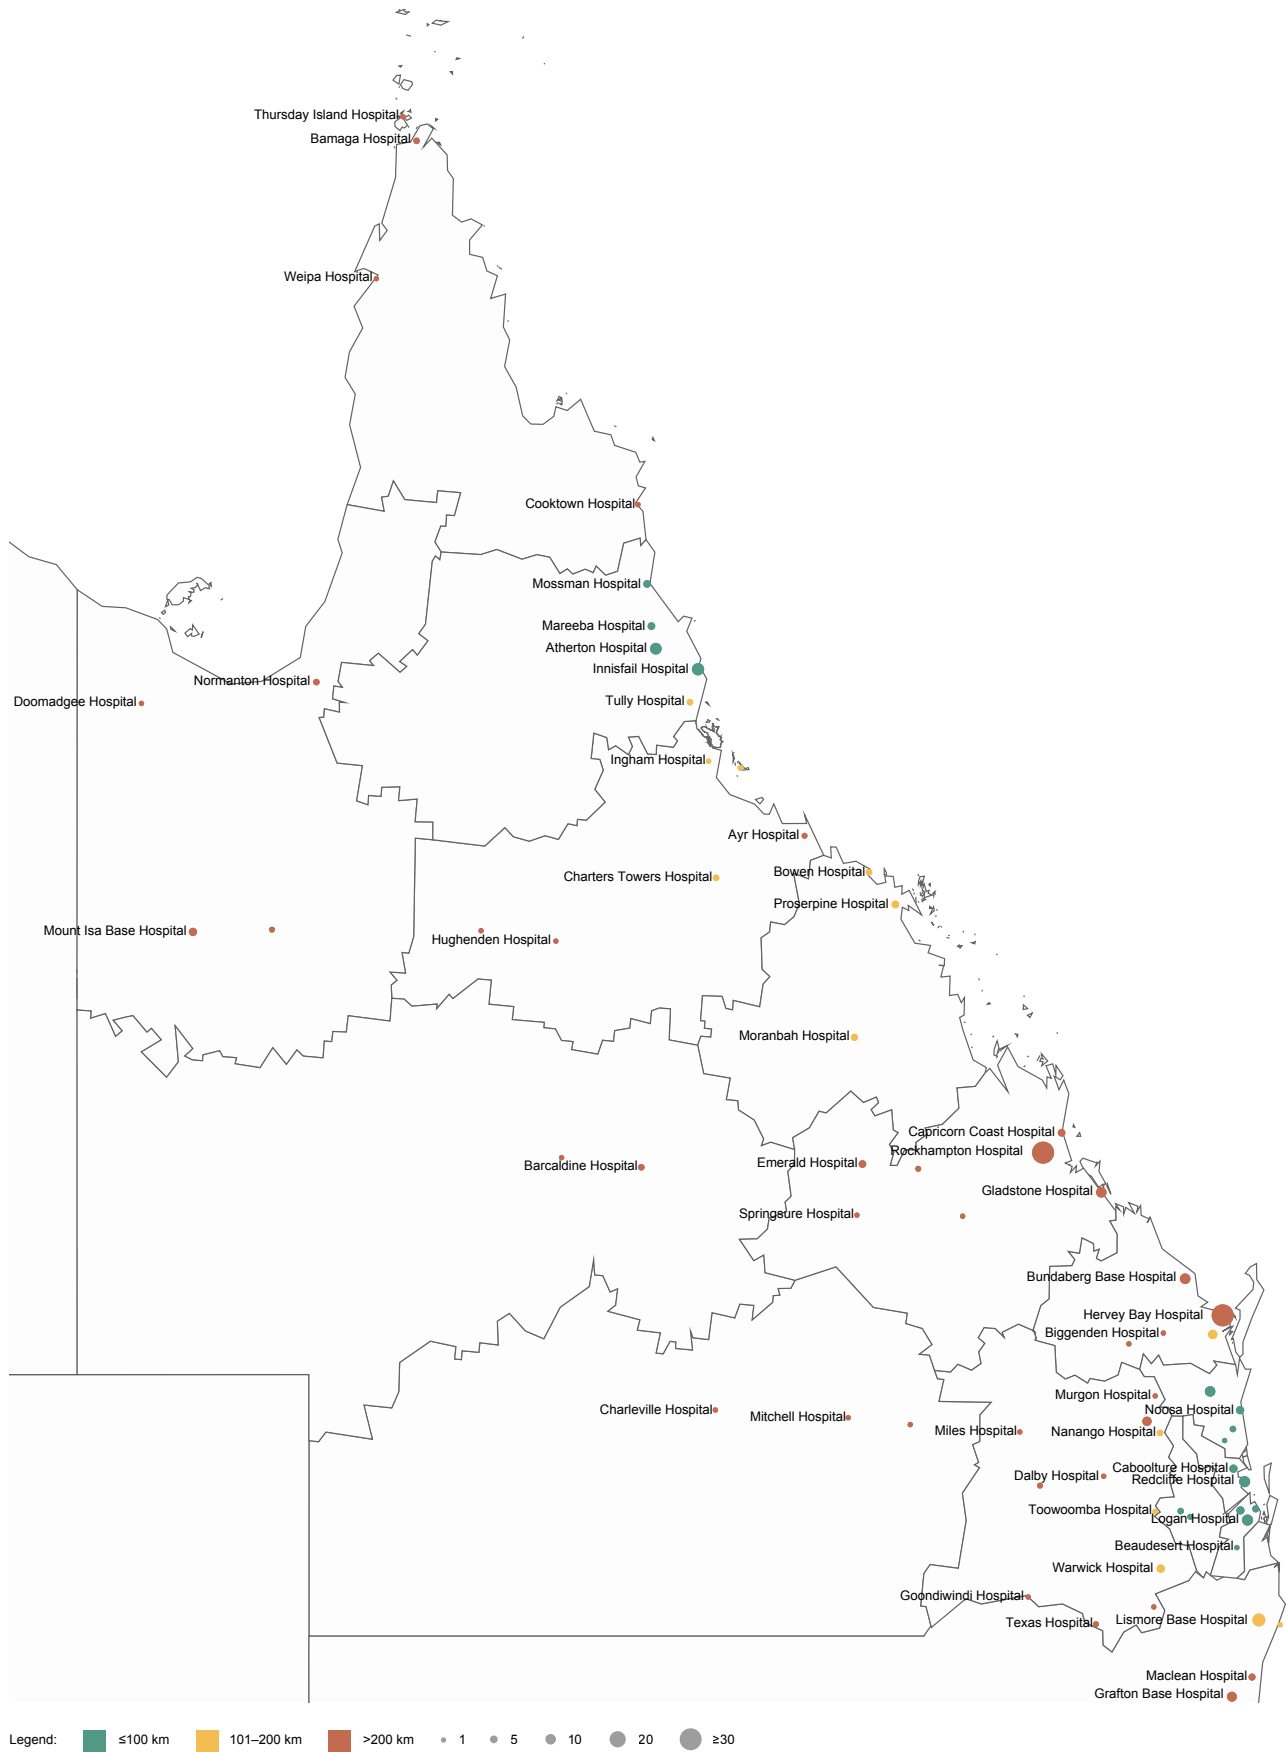 Thursday Island Hospital
Bamaga Hospital
Weipa Hospital
Cooktown Hospital
Mossman Hospital
Mareeba Hospital
Atherton Hospital
Innisfail Hospital
Normanton Hospital
Doomadgee Hospital
Tully Hospital
Ingham Hospital
Ayr Hospital
Bowen Hospital
Charters Towers Hospital
Proserpine Hospital
Mount Isa Base Hospital
Hughenden Hospital
Moranbah Hospital
Capricorn Coast Hospital
Rockhampton Hospital
Emerald Hospital
Barcaldine Hospital
Gladstone Hospital
Springsure Hospital
Bundaberg Base Hospital
Hervey Bay Hospital
Biggenden Hospital
Murgon Hospital
Charleville Hospital
Noosa Hospital
Mitchell Hospital
Miles Hospital
Nanango Hospital
Caboolture Hospital
Dalby Hospital
Redcliffe Hospital
Toowoomba Hospital
Logan Hospital
Beaudesert Hospital
Warwick Hospital
Goondiwindi Hospital
Texas Hospital
Lismore Base Hospital
Maclean Hospital
Grafton Base Hospital
Legend: ≤100 km 101–200 km >200 km 1 5 10 20 ≥30